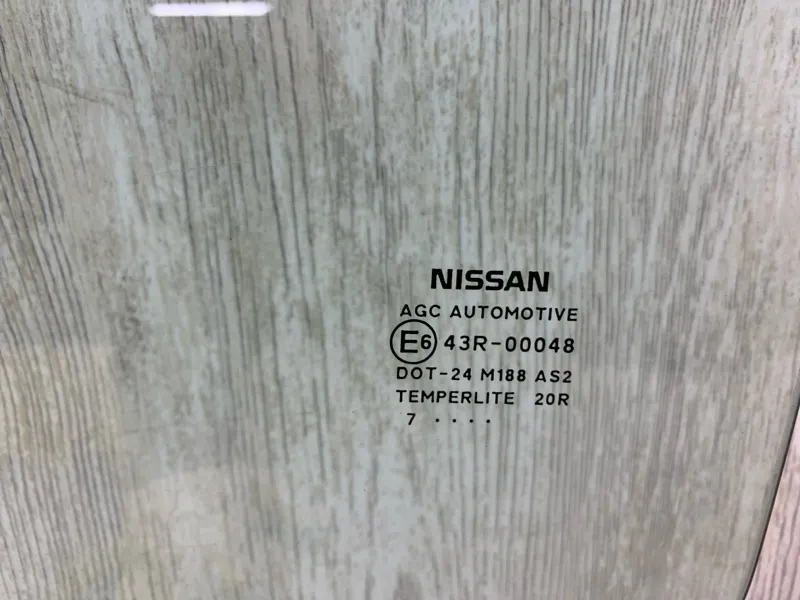 NISSAN
AGC AUTOMOTIVE
E6 43R-00048
DOT-24 M188 AS2
TEMPERLITE 20R
7 ....